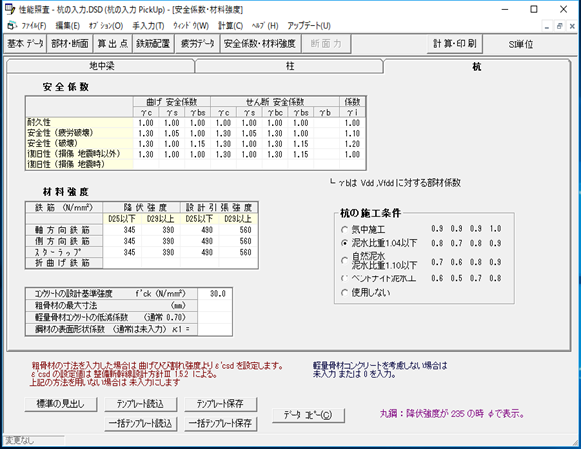 性能照査 - 杭の入力.DSD (杭の入力 PickUp) - [安全係数・材料強度]
ファイル(F) 編集(E) オプション(O) 手入力(T) ウィンドウ(W) 計算(C) ヘルプ(H) アップデート(U)
基本データ 部材・断面 算出点 鉄筋配置 疲労データ 安全係数・材料強度 断面力 計算・印刷 SI単位
地中梁 柱 杭
安全係数
曲げ 安全係数 せん断 安全係数 係数
γc γs γbs γc γs γbc γbs γb γi
耐久性 1.00 1.00 1.00 1.00 1.00 1.00 1.00 1.00
安全性(疲労破壊) 1.30 1.05 1.00 1.30 1.05 1.30 1.00 1.10
安全性(破壊) 1.30 1.00 1.15 1.30 1.00 1.30 1.15 1.20
復旧性(損傷 地震時以外) 1.30 1.00 1.00 1.30 1.00 1.30 1.15 1.00
復旧性(損傷 地震時)
└ γbは Vdd ,Vfdd に対する部材係数
材料強度
鉄筋 (N/mm²) 降伏強度 設計引張強度
D25以下 D29以上 D25以下 D29以上
軸方向鉄筋 345 390 490 560
側方向鉄筋 345 390 490 560
スターラップ 345 390 490 560
折曲げ鉄筋
杭の施工条件
気中施工 0.9 0.9 0.9 1.0
泥水比重1.04以下 0.8 0.7 0.8 0.9
自然泥水
泥水比重1.10以下 0.7 0.6 0.8 0.9
ベントナイト泥水工 0.6 0.5 0.7 0.8
使用しない
コンクリートの設計基準強度 f'ck (N/mm²) 30.0
粗骨材の最大寸法 (mm)
軽量骨材コンクリートの低減係数 (通常 0.70)
鋼材の表面形状係数 (通常は未入力) κ1 =
粗骨材の寸法を入力した場合は 曲げひび割れ強度より ε'csd を設定します。
ε'csd の設定値は 整備新幹線設計方針Ⅲ 15.2 による。
上記の方法を用いない場合は 未入力にします
軽量骨材コンクリートを考慮しない場合は
未入力 または 0 を入力。
標準の見出し テンプレート読込 テンプレート保存
一括テンプレート読込 一括テンプレート保存
データ コピー(C)
丸鋼：降伏強度が 235 の時 φで表示。
変更なし